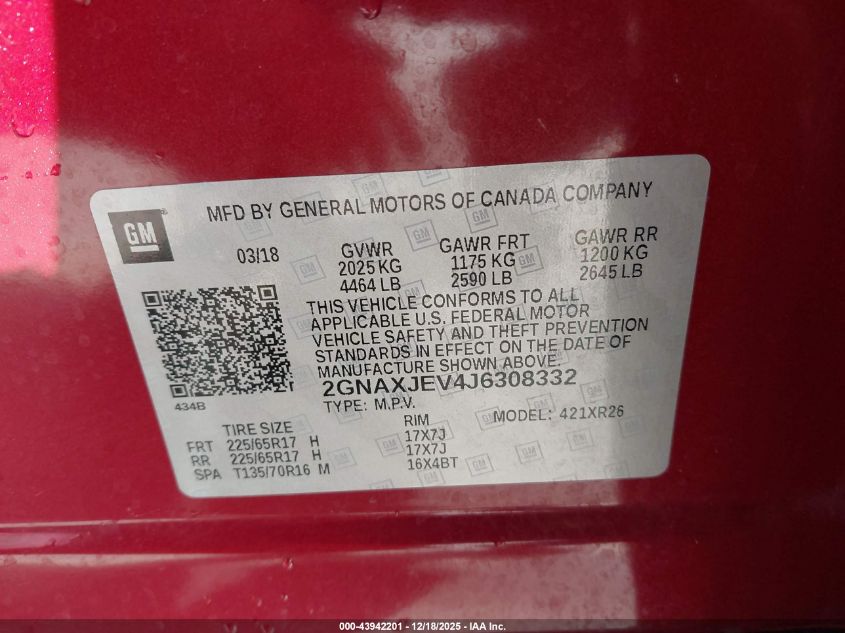 GM
MFD BY GENERAL MOTORS OF CANADA COMPANY
03/18 GVWR GAWR FRT GAWR RR
2025 KG 1175 KG 1200 KG
4464 LB 2590 LB 2645 LB
THIS VEHICLE CONFORMS TO ALL
APPLICABLE U.S. FEDERAL MOTOR
VEHICLE SAFETY AND THEFT PREVENTION
STANDARDS IN EFFECT ON THE DATE OF
MANUFACTURE SHOWN ABOVE.
2GNAXJEV4J6308332
434B TYPE: M.P.V. MODEL: 421XR26
TIRE SIZE RIM
FRT 225/65R17 H 17X7J
RR 225/65R17 H 17X7J
SPA T135/70R16 M 16X4BT
000-43942201 - 12/18/2025 - IAA Inc.